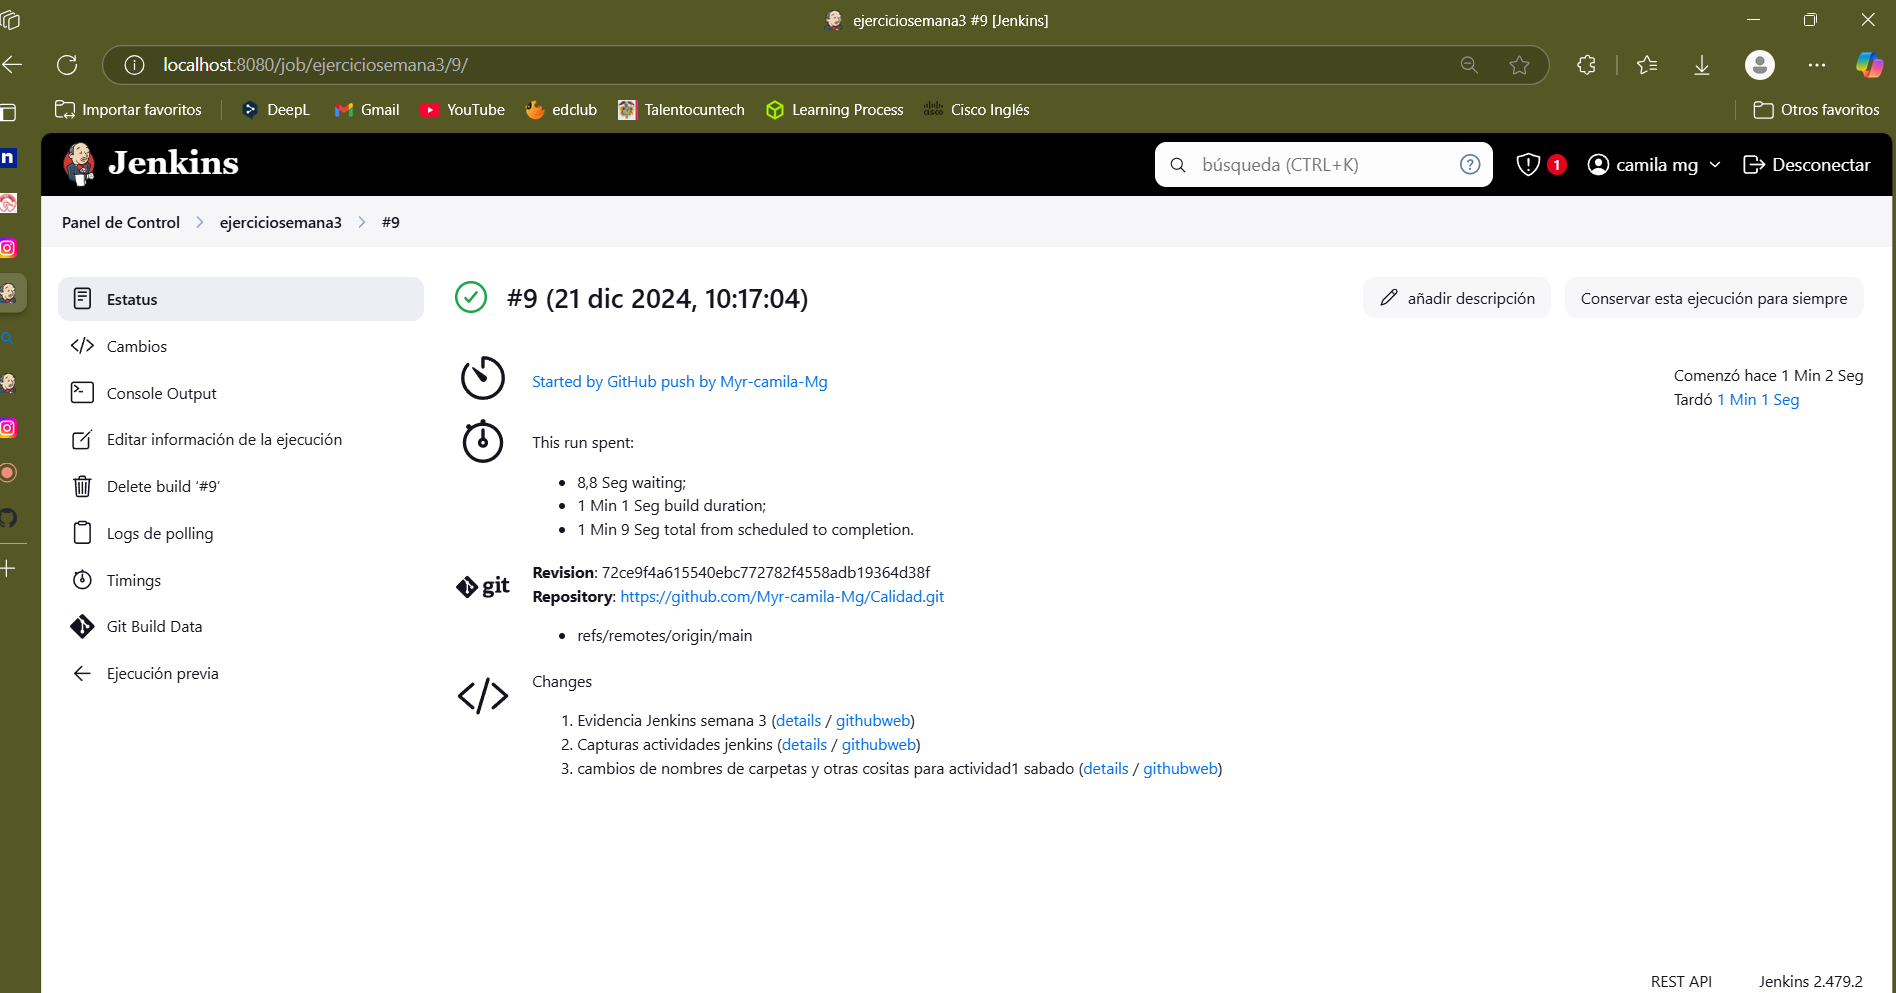 ejerciciosemana3 #9 [Jenkins]
localhost:8080/job/ejerciciosemana3/9/
Importar favoritos DeepL Gmail YouTube edclub Talentocuntech Learning Process Cisco Inglés Otros favoritos
Jenkins búsqueda (CTRL+K) 1 camila mg Desconectar
Panel de Control ejerciciosemana3 #9
Estatus
Cambios
Console Output
Editar información de la ejecución
Delete build ‘#9’
Logs de polling
Timings
Git Build Data
Ejecución previa
#9 (21 dic 2024, 10:17:04)
añadir descripción
Conservar esta ejecución para siempre
Started by GitHub push by Myr-camila-Mg
Comenzó hace 1 Min 2 Seg
Tardó 1 Min 1 Seg
This run spent:
8,8 Seg waiting;
1 Min 1 Seg build duration;
1 Min 9 Seg total from scheduled to completion.
git
Revision: 72ce9f4a615540ebc772782f4558adb19364d38f
Repository: https://github.com/Myr-camila-Mg/Calidad.git
refs/remotes/origin/main
Changes
1. Evidencia Jenkins semana 3 (details / githubweb)
2. Capturas actividades jenkins (details / githubweb)
3. cambios de nombres de carpetas y otras cositas para actividad1 sabado (details / githubweb)
REST API Jenkins 2.479.2